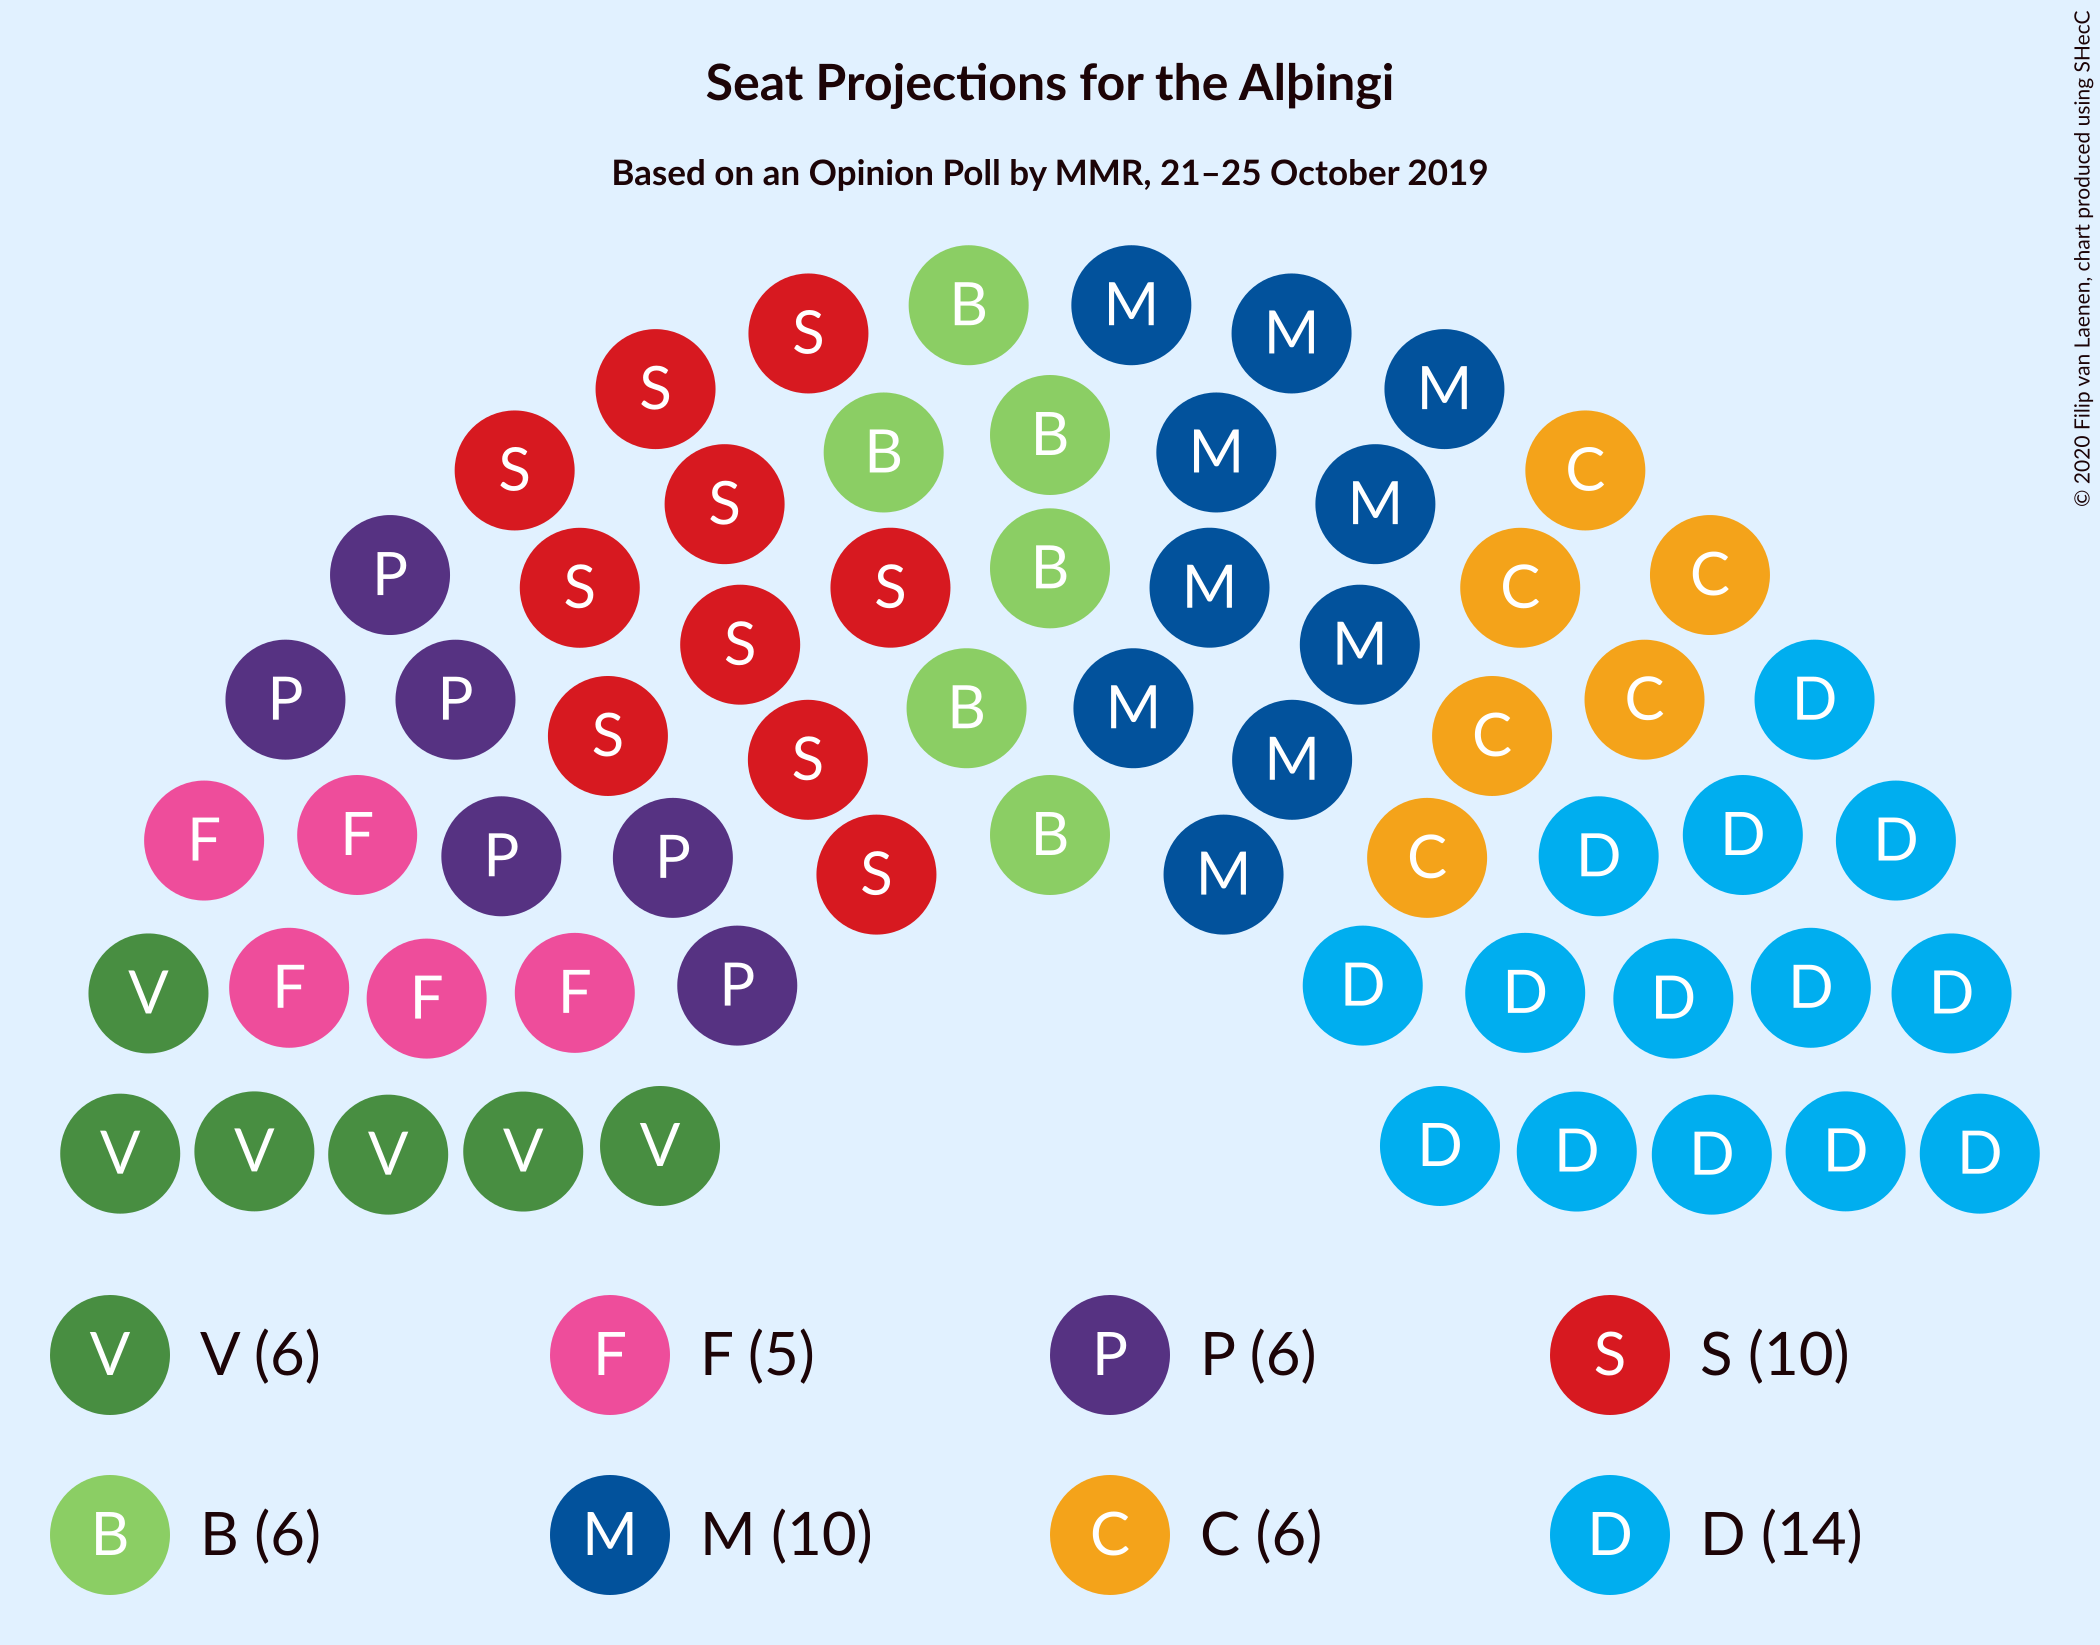 Seat Projections for the Alþingi
Based on an Opinion Poll by MMR, 21–25 October 2019
© 2020 Filip van Laenen, chart produced using SHecC
B M
S M
S M
B
S B M C
S M
P S C C
S B M
S M
P P B M C D
S C
S M
F F P P S B M C D D D
V F F F P D D D D D
V V V V V D D D D D
V V (6) F F (5) P P (6) S S (10)
B B (6) M M (10) C C (6) D D (14)